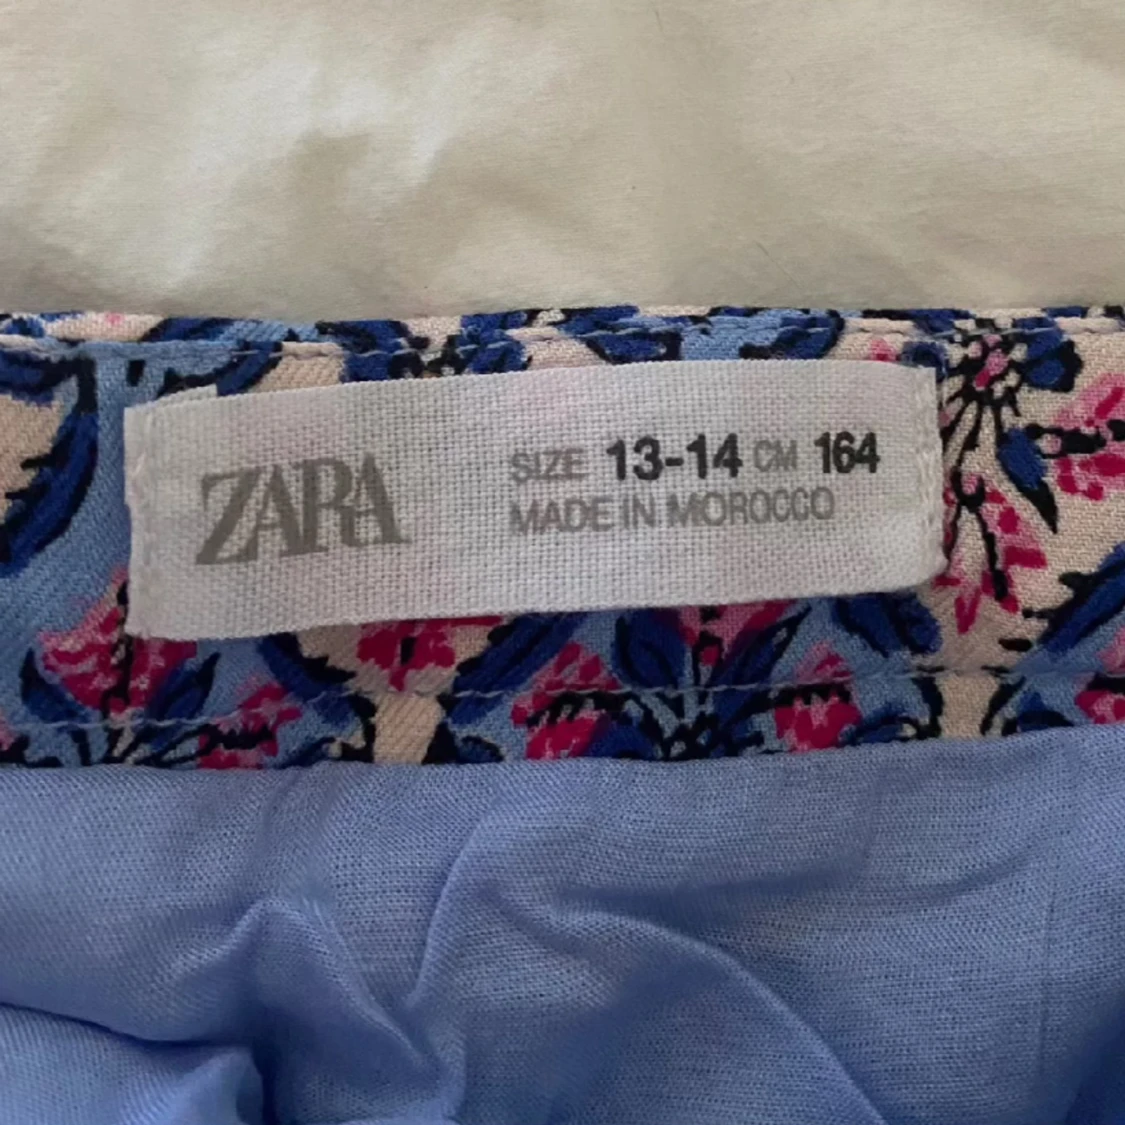 ZARA
SIZE 13-14 CM 164
MADE IN MOROCCO